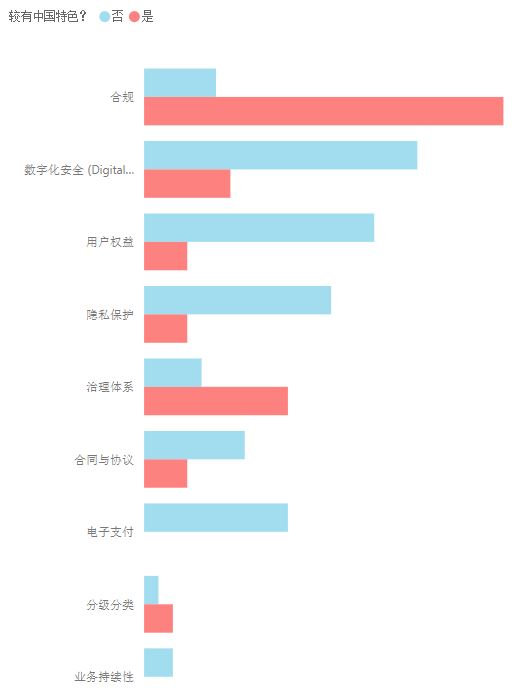 较有中国特色? 否 是
合规
数字化安全 (Digital...
用户权益
隐私保护
治理体系
合同与协议
电子支付
分级分类
业务持续性